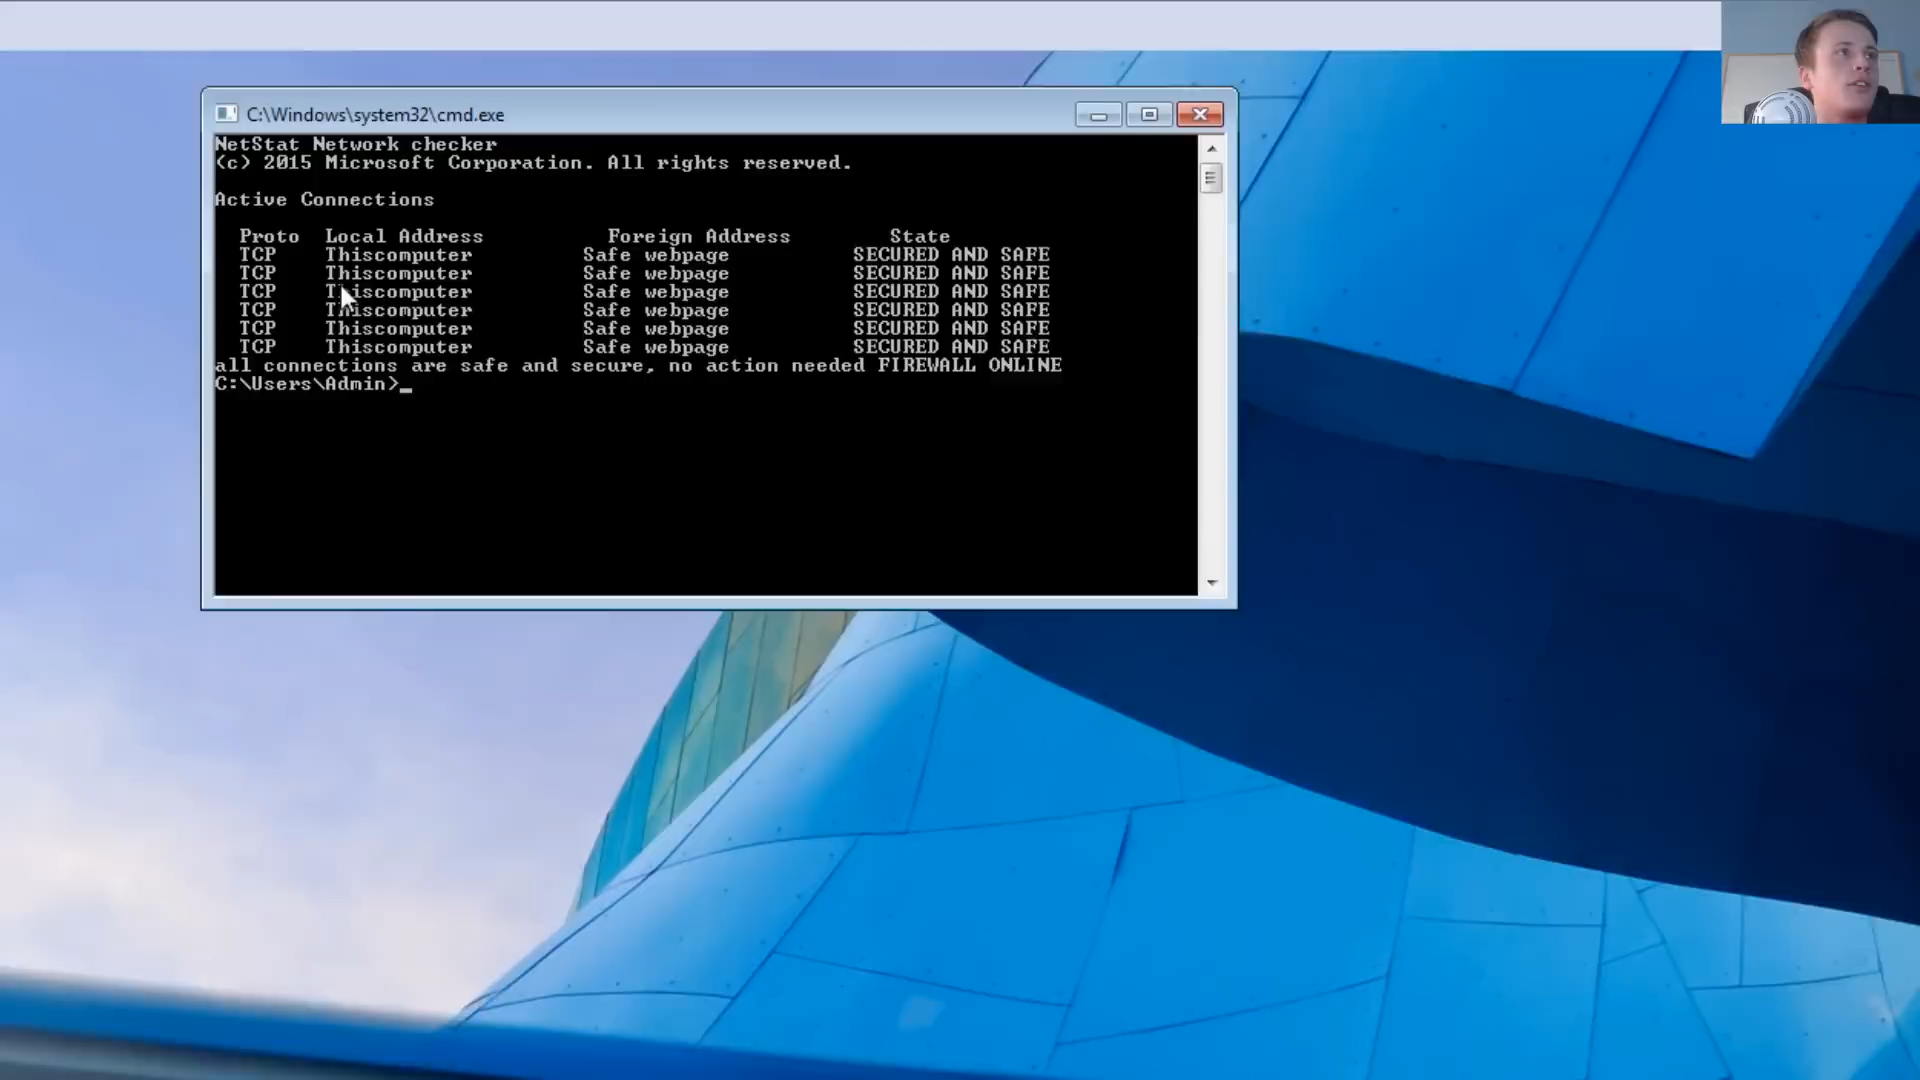 C:\Windows\system32\cmd.exe
NetStat Network checker
(c) 2015 Microsoft Corporation. All rights reserved.
Active Connections
Proto Local Address Foreign Address State
TCP Thiscomputer Safe webpage SECURED AND SAFE
TCP Thiscomputer Safe webpage SECURED AND SAFE
TCP Thiscomputer Safe webpage SECURED AND SAFE
TCP Thiscomputer Safe webpage SECURED AND SAFE
TCP Thiscomputer Safe webpage SECURED AND SAFE
TCP Thiscomputer Safe webpage SECURED AND SAFE
all connections are safe and secure, no action needed FIREWALL ONLINE
C:\Users\Admin>_